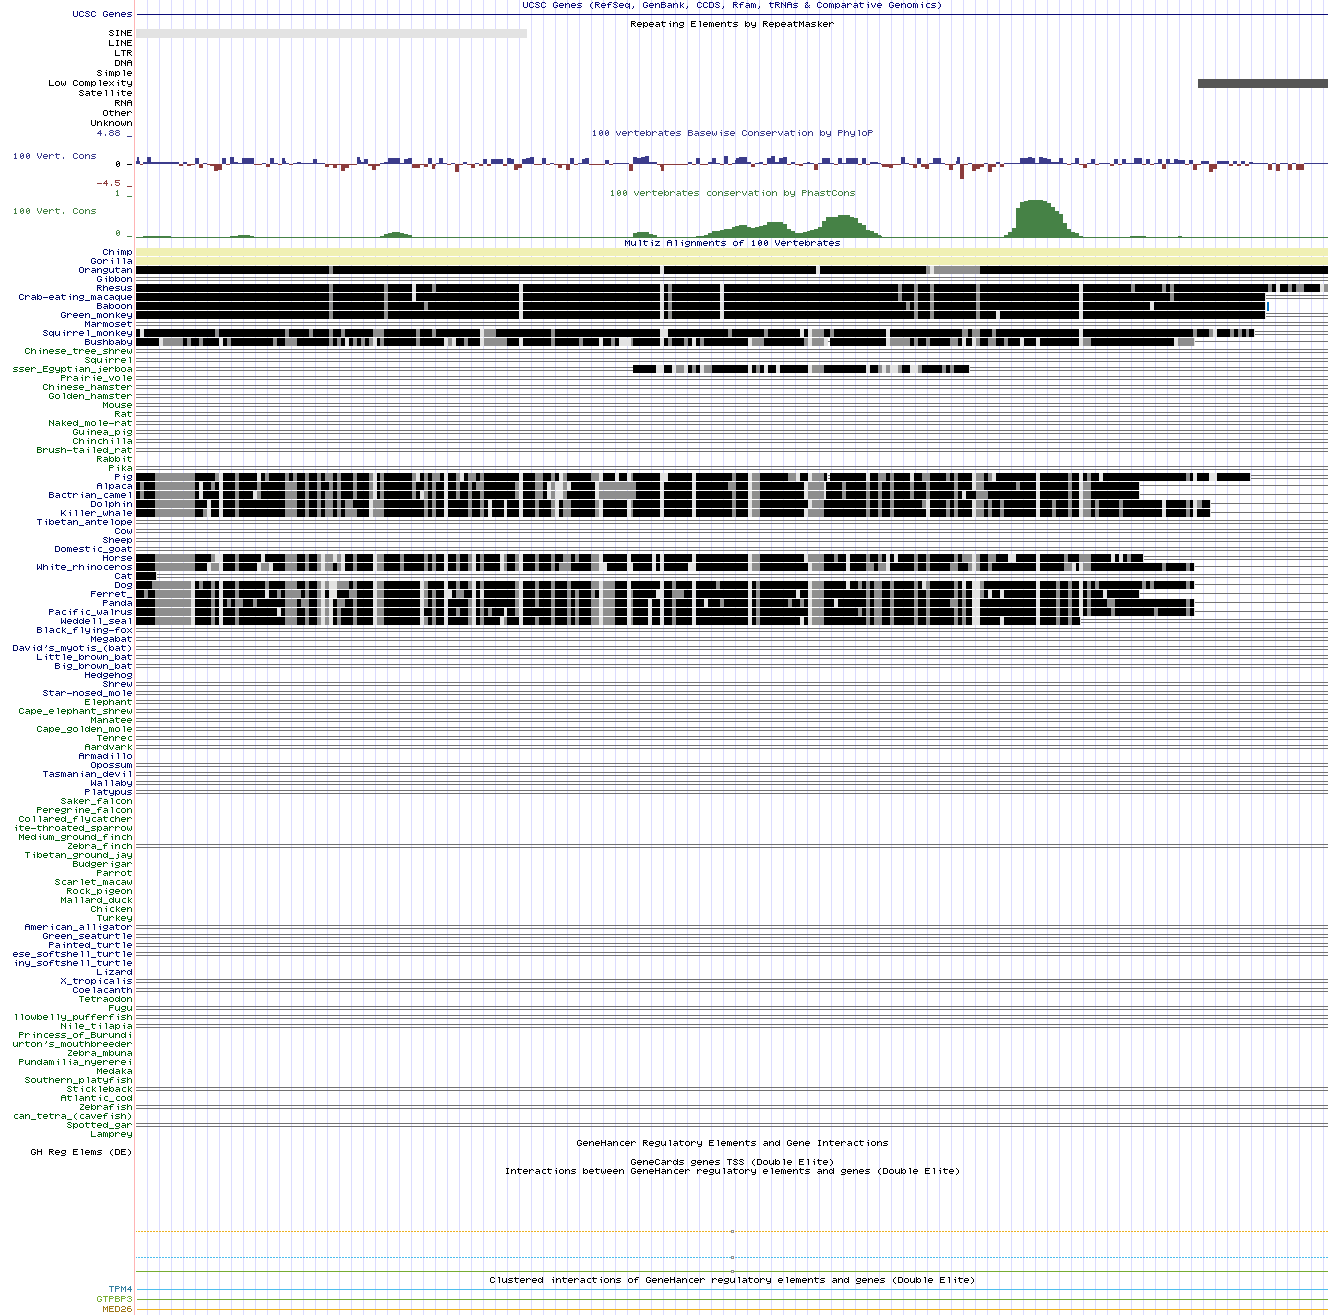 UCSC Genes (RefSeq, GenBank, CCDS, Rfam, tRNAs & Comparative Genomics)
UCSC Genes
Repeating Elements by RepeatMasker
SINE
LINE
LTR
DNA
Simple
Low Complexity
Satellite
RNA
Other
Unknown
4.88 _
100 vertebrates Basewise Conservation by PhyloP
100 Vert. Cons
0 _
-4.5 _
1 _
100 vertebrates conservation by PhastCons
100 Vert. Cons
0 _
Multiz Alignments of 100 Vertebrates
Chimp
Gorilla
Orangutan
Gibbon
Rhesus
Crab-eating_macaque
Baboon
Green_monkey
Marmoset
Squirrel_monkey
Bushbaby
Chinese_tree_shrew
Squirrel
sser_Egyptian_jerboa
Prairie_vole
Chinese_hamster
Golden_hamster
Mouse
Rat
Naked_mole-rat
Guinea_pig
Chinchilla
Brush-tailed_rat
Rabbit
Pika
Pig
Alpaca
Bactrian_camel
Dolphin
Killer_whale
Tibetan_antelope
Cow
Sheep
Domestic_goat
Horse
White_rhinoceros
Cat
Dog
Ferret_
Panda
Pacific_walrus
Weddell_seal
Black_flying-fox
Megabat
David's_myotis_(bat)
Little_brown_bat
Big_brown_bat
Hedgehog
Shrew
Star-nosed_mole
Elephant
Cape_elephant_shrew
Manatee
Cape_golden_mole
Tenrec
Aardvark
Armadillo
Opossum
Tasmanian_devil
Wallaby
Platypus
Saker_falcon
Peregrine_falcon
Collared_flycatcher
ite-throated_sparrow
Medium_ground_finch
Zebra_finch
Tibetan_ground_jay
Budgerigar
Parrot
Scarlet_macaw
Rock_pigeon
Mallard_duck
Chicken
Turkey
American_alligator
Green_seaturtle
Painted_turtle
ese_softshell_turtle
iny_softshell_turtle
Lizard
X_tropicalis
Coelacanth
Tetraodon
Fugu
llowbelly_pufferfish
Nile_tilapia
Princess_of_Burundi
urton's_mouthbreeder
Zebra_mbuna
Pundamilia_nyererei
Medaka
Southern_platyfish
Stickleback
Atlantic_cod
Zebrafish
can_tetra_(cavefish)
Spotted_gar
Lamprey
GeneHancer Regulatory Elements and Gene Interactions
GH Reg Elems (DE)
GeneCards genes TSS (Double Elite)
Interactions between GeneHancer regulatory elements and genes (Double Elite)
Clustered interactions of GeneHancer regulatory elements and genes (Double Elite)
TPM4
GTPBP3
MED26